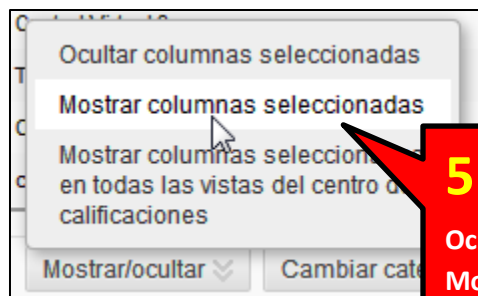 Ocultar columnas seleccionadas
Mostrar columnas seleccionadas
Mostrar columnas
en todas las vistas del centro
calificaciones
5
Mostrar/ocultar
Cambiar